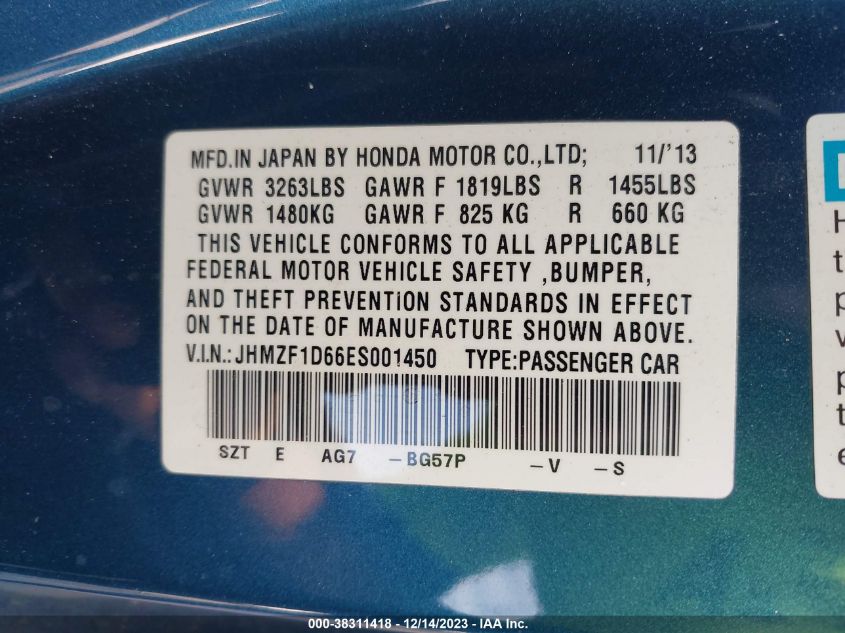 MFD.IN JAPAN BY HONDA MOTOR CO.,LTD; 11/'13
GVWR 3263LBS GAWR F 1819LBS R 1455LBS
GVWR 1480KG GAWR F 825 KG R 660 KG
THIS VEHICLE CONFORMS TO ALL APPLICABLE
FEDERAL MOTOR VEHICLE SAFETY ,BUMPER,
AND THEFT PREVENTION STANDARDS IN EFFECT
ON THE DATE OF MANUFACTURE SHOWN ABOVE.
V.I.N.:JHMZF1D66ES001450 TYPE:PASSENGER CAR
SZT E AG7 -BG57P -V -S
000-38311418 - 12/14/2023 - IAA Inc.